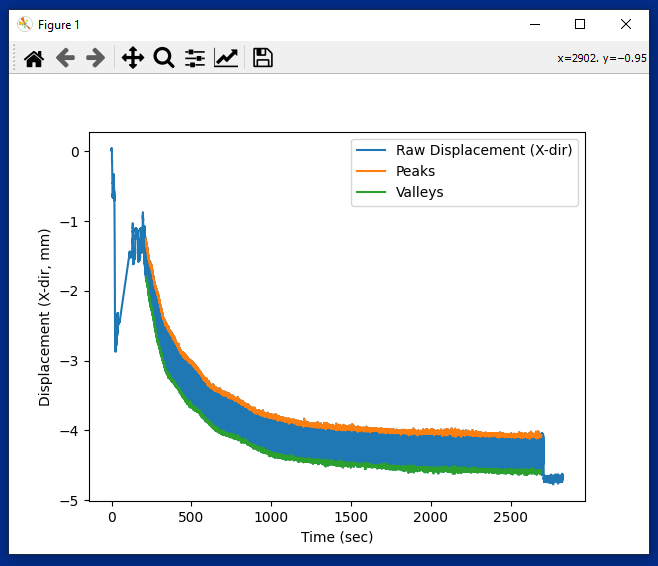 Figure 1
x=2902. y=−0.95
Raw Displacement (X-dir)
Peaks
Valleys
0
−1
−2
−3
−4
−5
Displacement (X-dir, mm)
0
500
1000
1500
2000
2500
Time (sec)